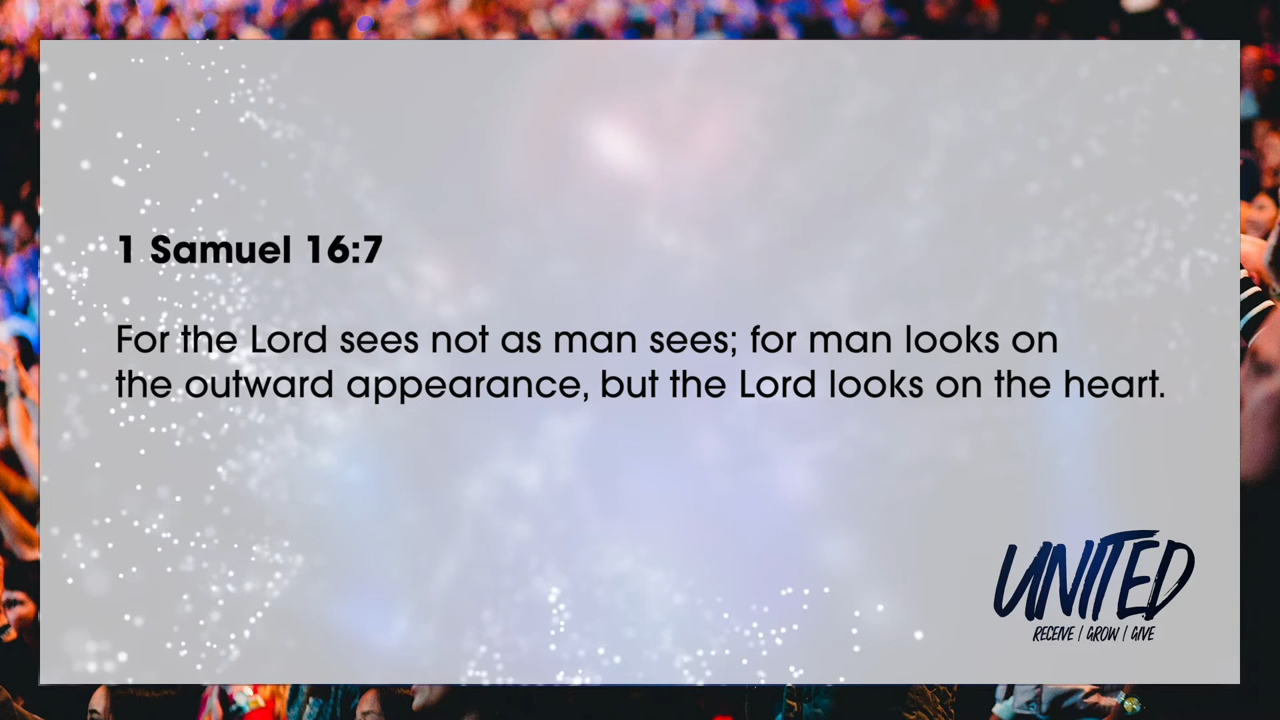 1 Samuel 16:7
For the Lord sees not as man sees; for man looks on
the outward appearance, but the Lord looks on the heart.
UNITED
RECEIVE / GROW / GIVE